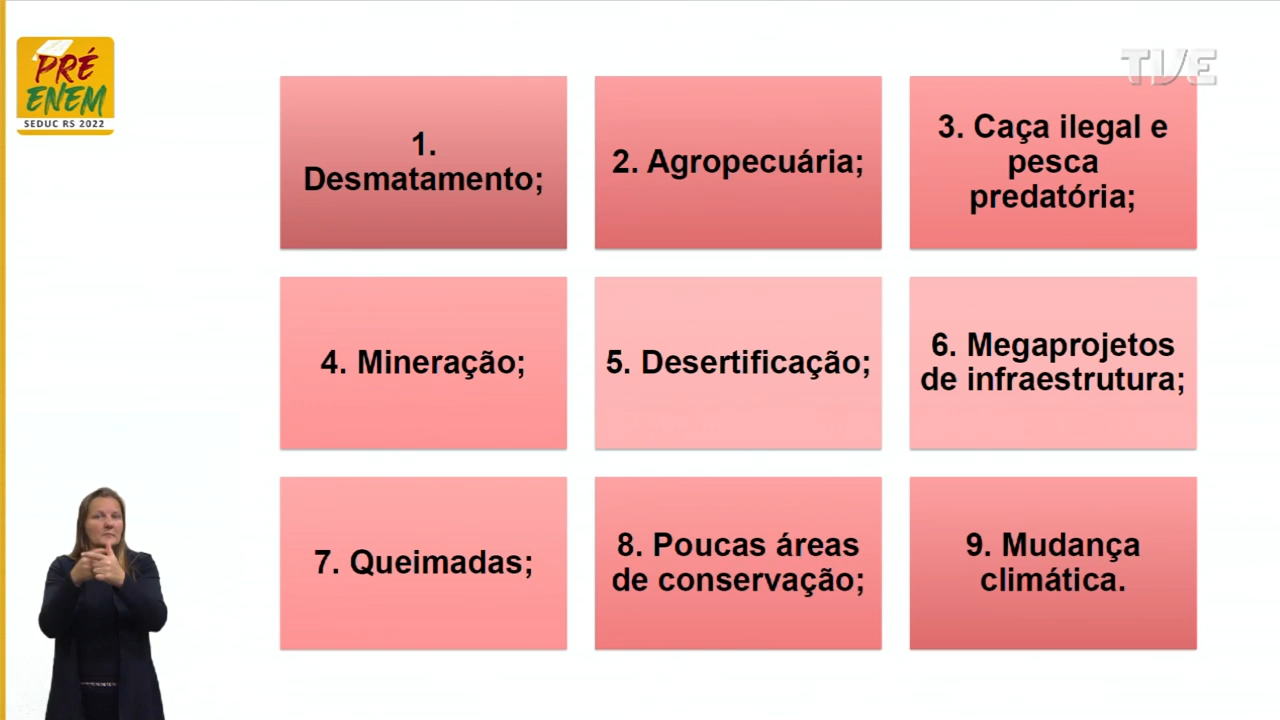 PRÉ
ENEM
SEDUC RS 2022
TVE
1.
Desmatamento;
2. Agropecuária;
3. Caça ilegal e
pesca
predatória;
4. Mineração;
5. Desertificação;
6. Megaprojetos
de infraestrutura;
7. Queimadas;
8. Poucas áreas
de conservação;
9. Mudança
climática.